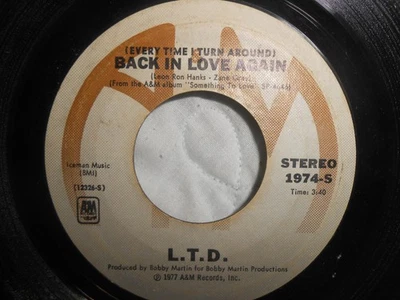 (EVERY TIME I TURN AROUND)
BACK IN LOVE AGAIN
(Leon Ron Hanks - Zane Grey)
(From the A&M album "Something To Love" SP-4646)
Iceman Music
(BMI)
(12326-S)
A&M
STEREO
1974-S
Time: 3:40
L.T.D.
Produced by Bobby Martin for Bobby Martin Productions
Ⓟ 1977 A&M Records, Inc.